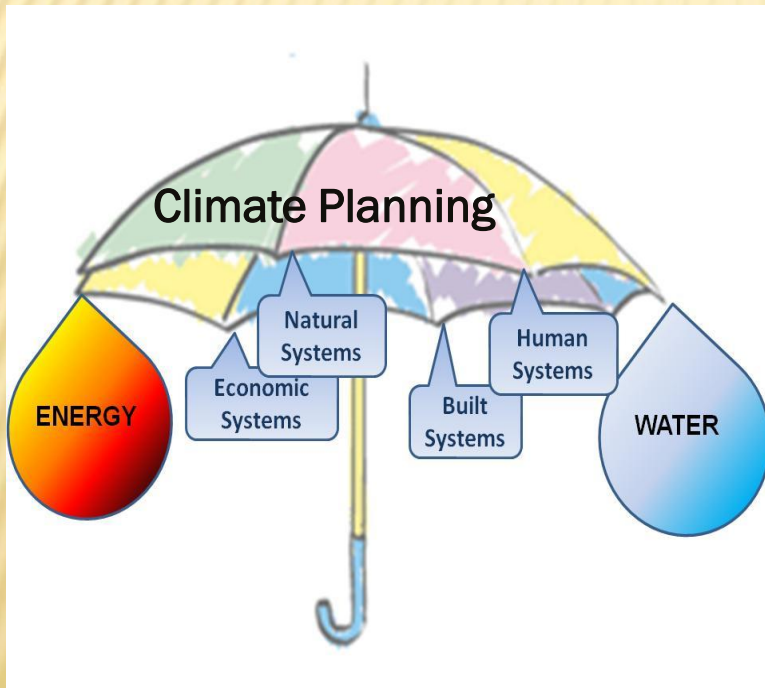 Climate Planning
Natural
Systems
Human
Systems
Economic
Systems
Built
Systems
ENERGY
WATER